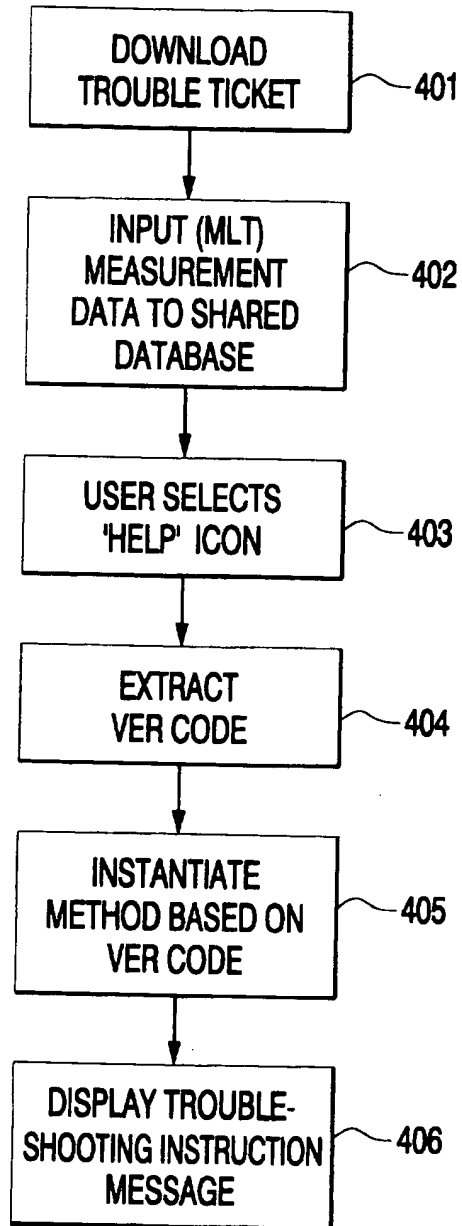 DOWNLOAD
TROUBLE TICKET
401
INPUT (MLT)
MEASUREMENT
DATA TO SHARED
DATABASE
402
USER SELECTS
'HELP' ICON
403
EXTRACT
VER CODE
404
INSTANTIATE
METHOD BASED ON
VER CODE
405
DISPLAY TROUBLE-
SHOOTING INSTRUCTION
MESSAGE
406